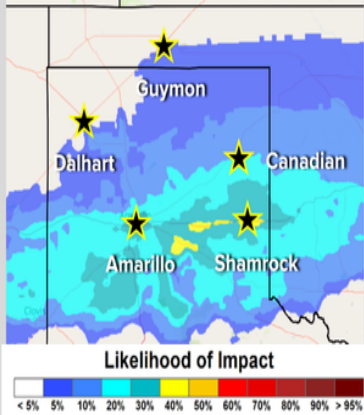 Guymon
Dalhart
Canadian
Amarillo
Shamrock
Clovis
Likelihood of Impact
< 5% 5% 10% 20% 30% 40% 50% 60% 70% 80% 90% > 95%